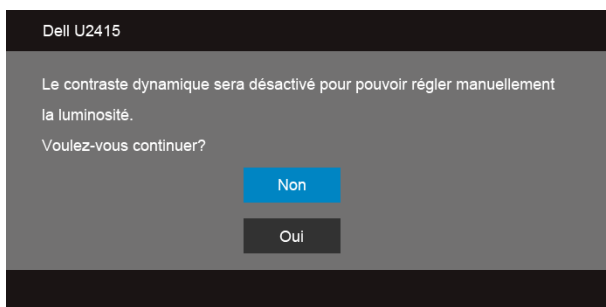 Dell U2415
Le contraste dynamique sera désactivé pour pouvoir régler manuellement
la luminosité.
Voulez-vous continuer?
Non
Oui